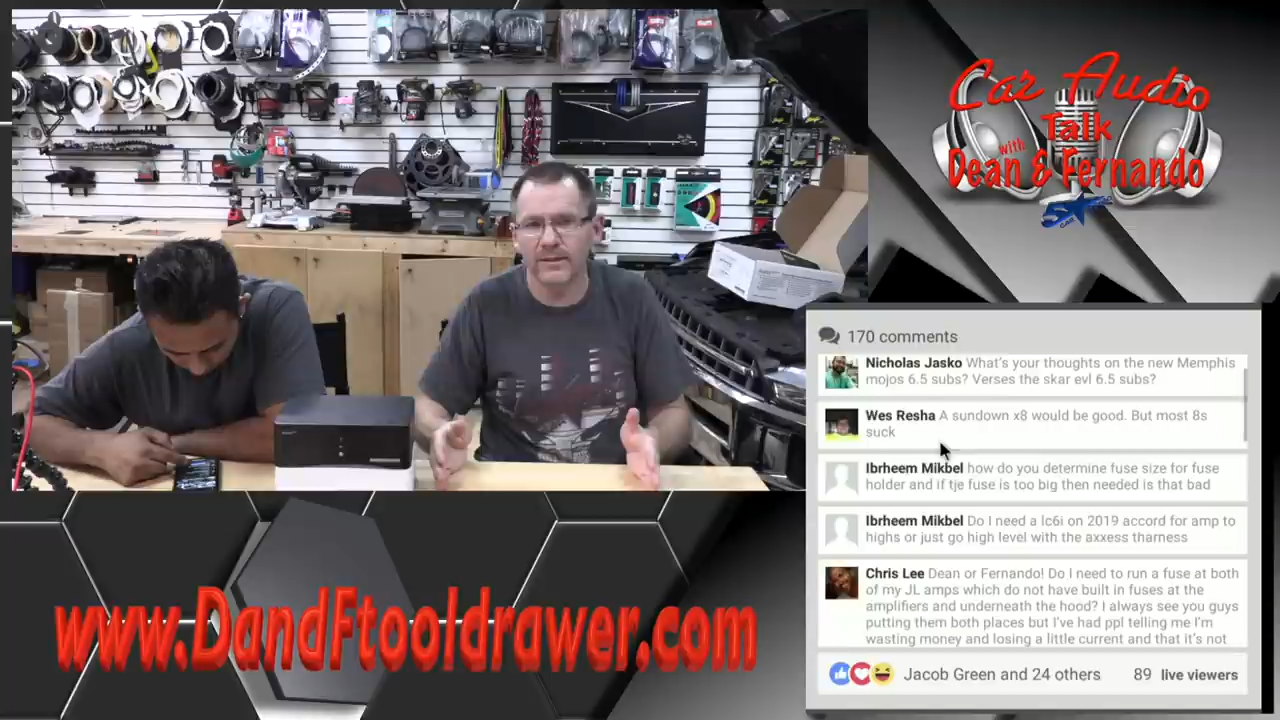 Car Audio
Talk
with
Dean & Fernando
5
170 comments
Nicholas Jasko What's your thoughts on the new Memphis
mojos 6.5 subs? Verses the skar evl 6.5 subs?
Wes Resha A sundown x8 would be good. But most 8s
suck
Ibrheem Mikbel how do you determine fuse size for fuse
holder and if tje fuse is too big then needed is that bad
Ibrheem Mikbel Do I need a lc6i on 2019 accord for amp to
highs or just go high level with the axxess tharness
Chris Lee Dean or Fernando! Do I need to run a fuse at both
of my JL amps which do not have built in fuses at the
amplifiers and underneath the hood? I always see you guys
putting them both places but I've had ppl telling me I'm
wasting money and losing a little current and that it's not
Jacob Green and 24 others 89 live viewers
www.DandFtooldrawer.com